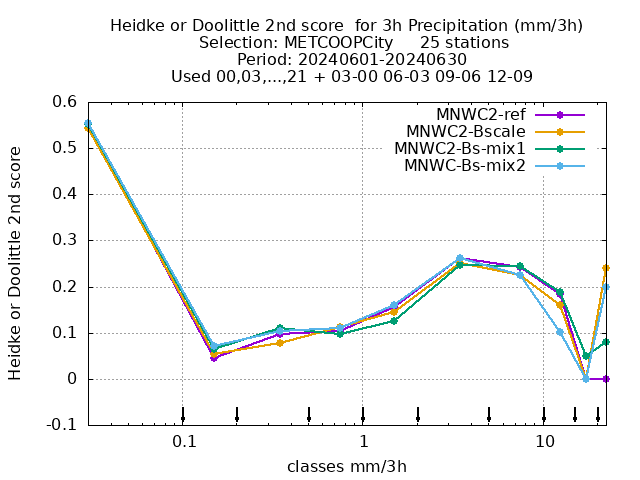 Heidke or Doolittle 2nd score  for 3h Precipitation (mm/3h)
Selection: METCOOPCity     25 stations
Period: 20240601-20240630
Used 00,03,...,21 + 03-00 06-03 09-06 12-09
MNWC2-ref
MNWC2-Bscale
MNWC2-Bs-mix1
MNWC-Bs-mix2
Heidke or Doolittle 2nd score
0.6
0.5
0.4
0.3
0.2
0.1
0
-0.1
0.1 1 10
classes mm/3h